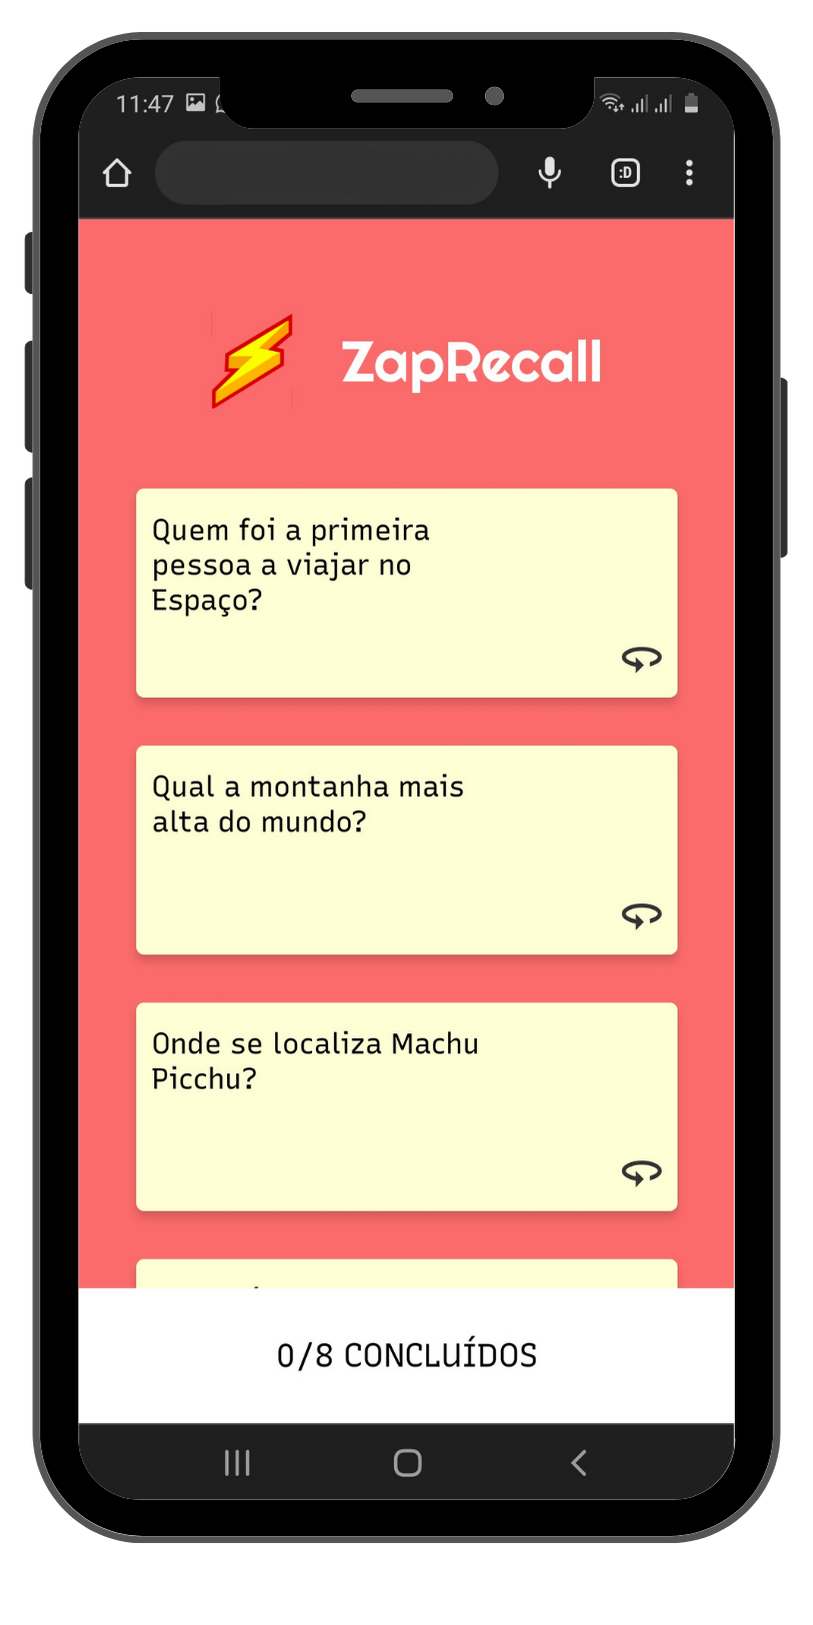 11:47
:D
ZapRecall
Quem foi a primeira
pessoa a viajar no
Espaço?
Qual a montanha mais
alta do mundo?
Onde se localiza Machu
Picchu?
0/8 CONCLUÍDOS